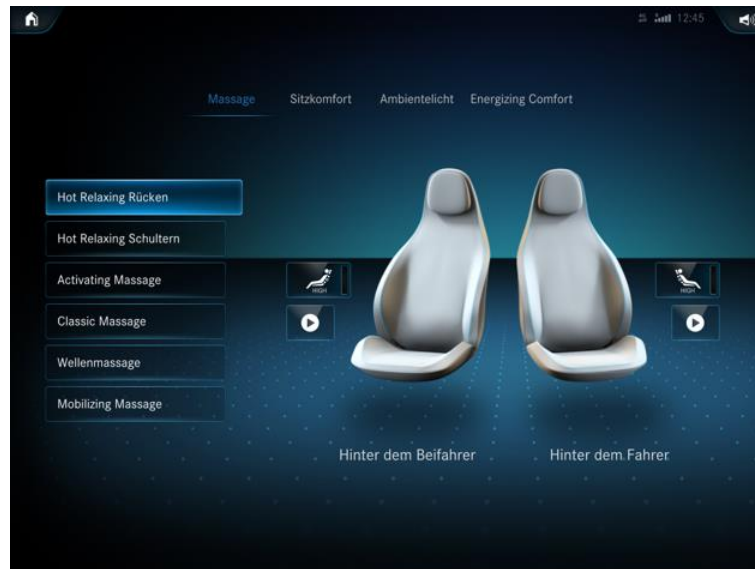 12:45
Massage Sitzkomfort Ambientelicht Energizing Comfort
Hot Relaxing Rücken
Hot Relaxing Schultern
Activating Massage
Classic Massage
Wellenmassage
Mobilizing Massage
HIGH HIGH
Hinter dem Beifahrer Hinter dem Fahrer